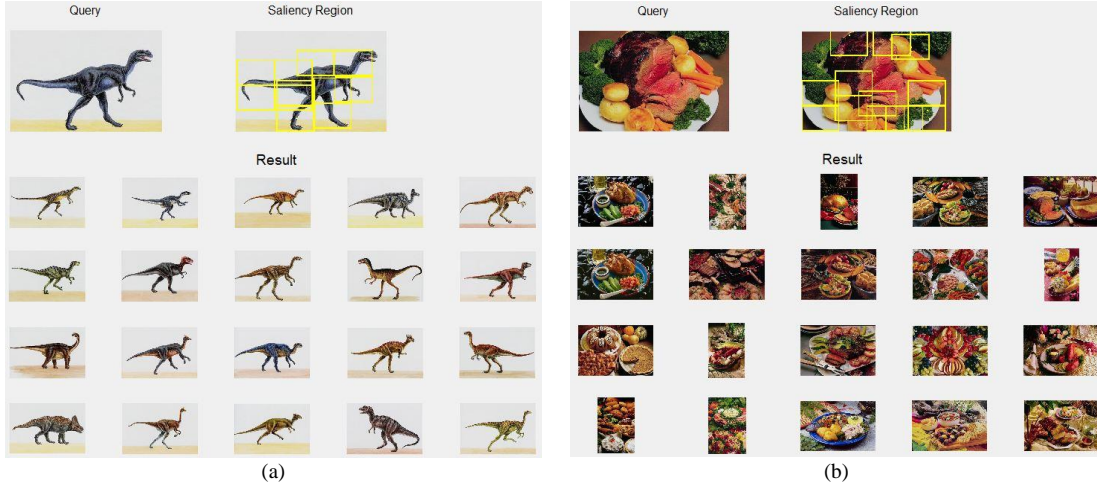 Query
Saliency Region
Result
(a)
Query
Saliency Region
Result
(b)